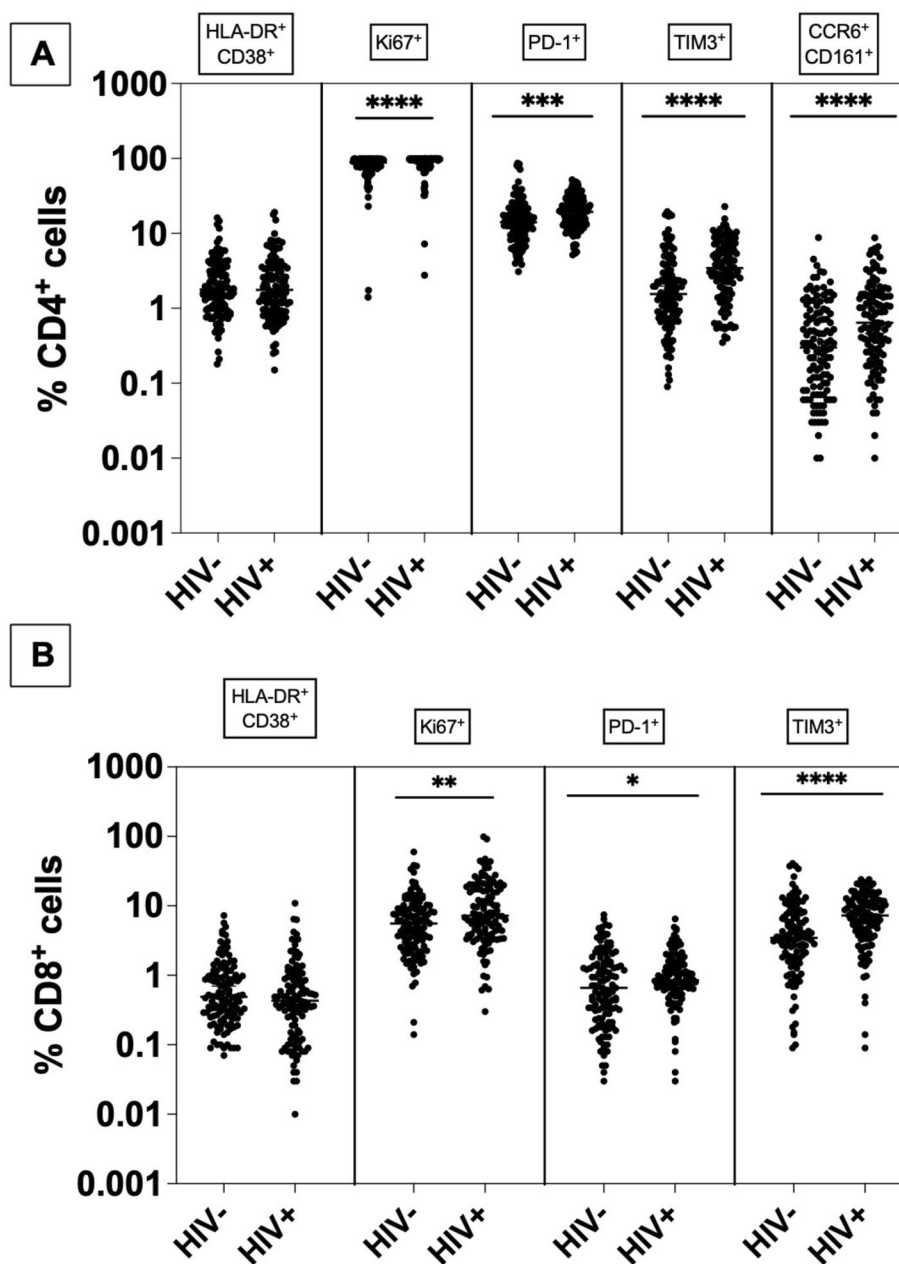 A
HLA-DR⁺
CD38⁺
Ki67⁺
PD-1⁺
TIM3⁺
CCR6⁺
CD161⁺
1000
100
10
1
0.1
0.01
0.001
% CD4⁺ cells
**** *** **** ****
HIV- HIV+ HIV- HIV+ HIV- HIV+ HIV- HIV+ HIV- HIV+
B
HLA-DR⁺
CD38⁺
Ki67⁺
PD-1⁺
TIM3⁺
1000
100
10
1
0.1
0.01
0.001
% CD8⁺ cells
** * ****
HIV- HIV+ HIV- HIV+ HIV- HIV+ HIV- HIV+